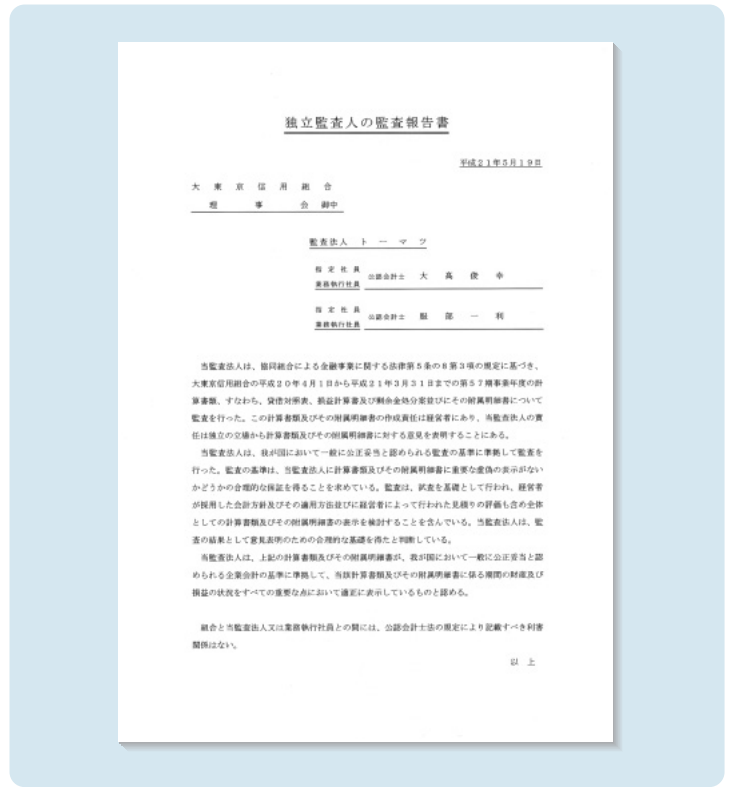 独立監査人の監査報告書
平成21年5月19日
大東京信用組合
理事会 御中
監査法人 トーマツ
指定社員
業務執行社員 公認会計士 大髙俊幸
指定社員
業務執行社員 公認会計士 服部一利
当監査法人は、協同組合による金融事業に関する法律第5条の8第3項の規定に基づき、
大東京信用組合の平成20年4月1日から平成21年3月31日までの第57期事業年度の計
算書類、すなわち、貸借対照表、損益計算書及び剰余金処分案並びにその附属明細書について
監査を行った。この計算書類及びその附属明細書の作成責任は経営者にあり、当監査法人の責
任は独立の立場から計算書類及びその附属明細書に対する意見を表明することにある。
当監査法人は、我が国において一般に公正妥当と認められる監査の基準に準拠して監査を
行った。監査の基準は、当監査法人に計算書類及びその附属明細書に重要な虚偽の表示がない
かどうかの合理的な保証を得ることを求めている。監査は、試査を基礎として行われ、経営者
が採用した会計方針及びその適用方法並びに経営者によって行われた見積りの評価も含め全体
としての計算書類及びその附属明細書の表示を検討することを含んでいる。当監査法人は、監
査の結果として意見表明のための合理的な基礎を得たと判断している。
当監査法人は、上記の計算書類及びその附属明細書が、我が国において一般に公正妥当と認
められる企業会計の基準に準拠して、当該計算書類及びその附属明細書に係る期間の財産及び
損益の状況をすべての重要な点において適正に表示しているものと認める。
組合と当監査法人又は業務執行社員との間には、公認会計士法の規定により記載すべき利害
関係はない。
以上